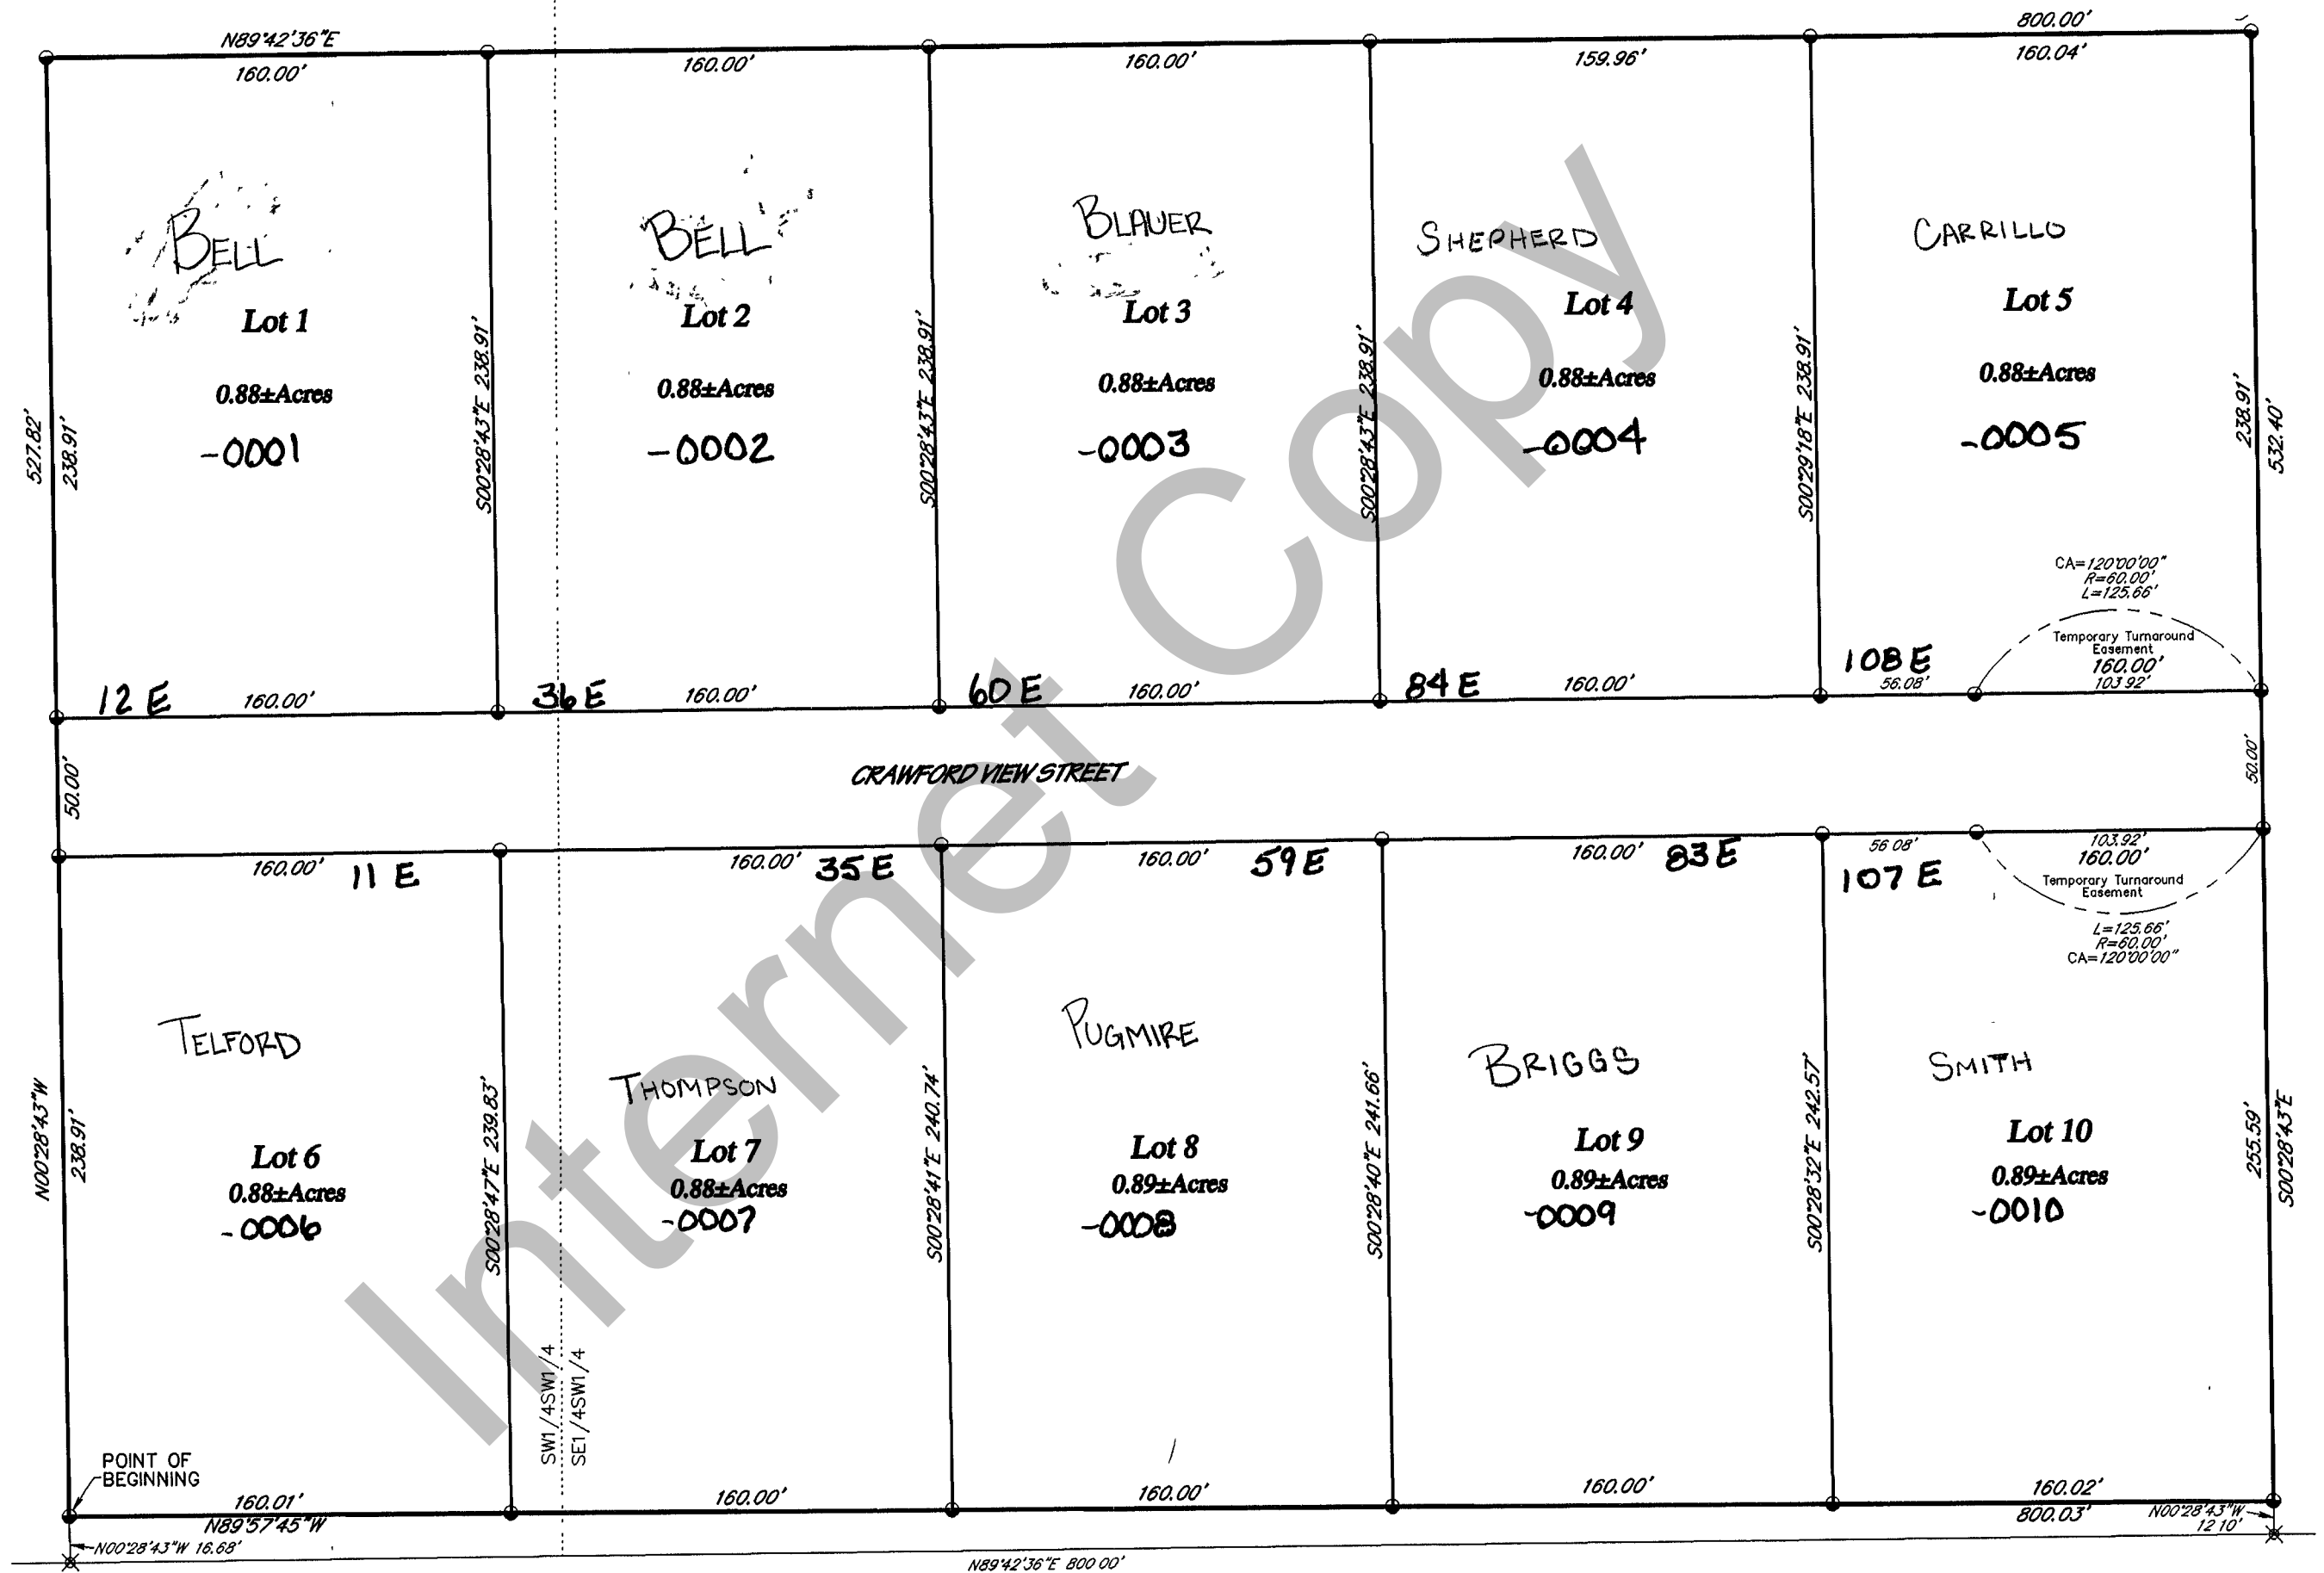 800.00'
N89°42'36"E
160.00'
160.00'
160.00'
159.96'
160.04'
BELL
BELL
BLAUER
SHEPHERD
CARRILLO
Lot 1
Lot 2
Lot 3
Lot 4
Lot 5
0.88±Acres
0.88±Acres
0.88±Acres
0.88±Acres
0.88±Acres
-0001
-0002
-0003
-0004
-0005
527.82'
238.91'
S00°28'43"E 238.91'
S00°28'43"E 238.91'
S00°28'43"E 238.91'
S00°29'18"E 238.91'
238.91'
532.40'
CA=120°00'00"
R=60.00'
L=125.66'
Temporary Turnaround
Easement
160.00'
103.92'
12 E
160.00'
36 E
160.00'
60 E
160.00'
84 E
160.00'
108 E
56.08'
50.00'
CRAWFORD VIEW STREET
50.00'
160.00'
11 E
160.00'
35 E
160.00'
59 E
160.00'
83 E
56.08'
107 E
103.92'
160.00'
Temporary Turnaround
Easement
L=125.66'
R=60.00'
CA=120°00'00"
TELFORD
THOMPSON
PUGMIRE
BRIGGS
SMITH
Lot 6
Lot 7
Lot 8
Lot 9
Lot 10
0.88±Acres
0.88±Acres
0.89±Acres
0.89±Acres
0.89±Acres
-0006
-0007
-0008
-0009
-0010
N00°28'43"W
238.91'
S00°28'47"E 239.83'
S00°28'41"E 240.74'
S00°28'40"E 241.66'
S00°28'32"E 242.57'
255.59'
S00°28'43"E
SW1/4SW1/4
SE1/4SW1/4
POINT OF
BEGINNING
160.01'
160.00'
160.00'
160.00'
160.02'
N89°57'45"W
800.03'
N00°28'43"W
12.10'
N00°28'43"W 16.68'
N89°42'36"E 800.00'
Internet Copy